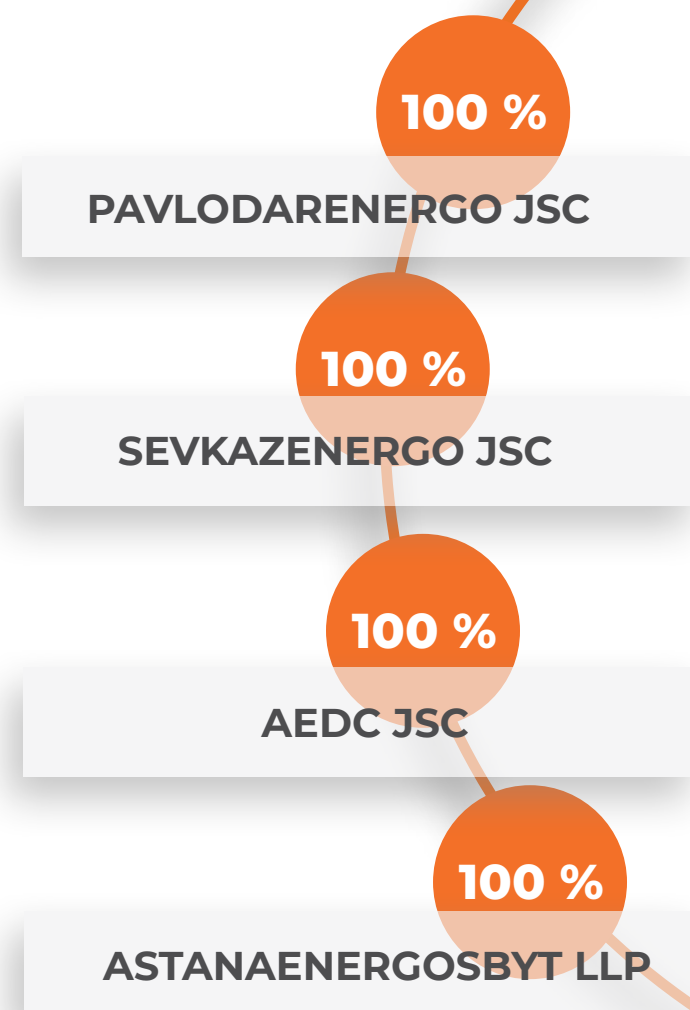 100 %
PAVLODARENERGO JSC
100 %
SEVKAZENERGO JSC
100 %
AEDC JSC
100 %
ASTANAENERGOSBYT LLP